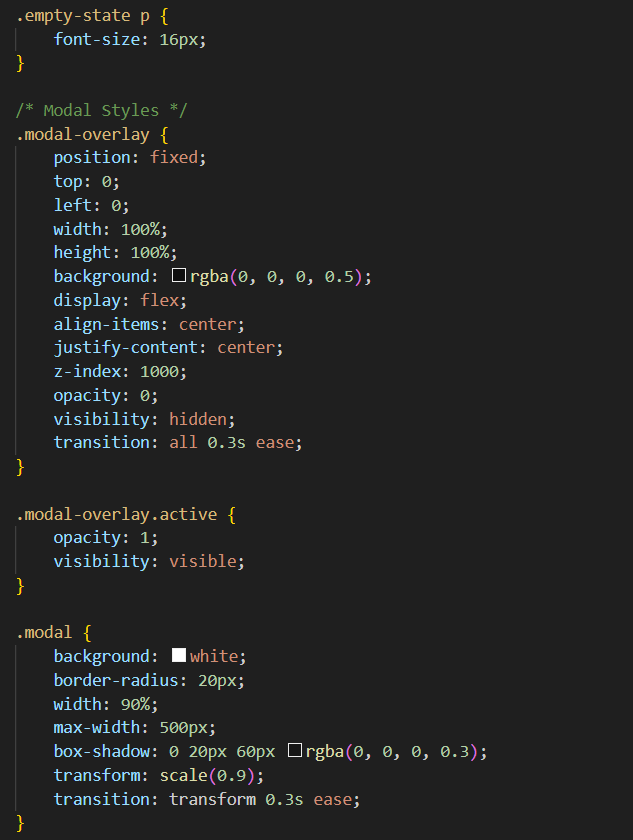 .empty-state p {
    font-size: 16px;
}

/* Modal Styles */
.modal-overlay {
    position: fixed;
    top: 0;
    left: 0;
    width: 100%;
    height: 100%;
    background: rgba(0, 0, 0, 0.5);
    display: flex;
    align-items: center;
    justify-content: center;
    z-index: 1000;
    opacity: 0;
    visibility: hidden;
    transition: all 0.3s ease;
}

.modal-overlay.active {
    opacity: 1;
    visibility: visible;
}

.modal {
    background: white;
    border-radius: 20px;
    width: 90%;
    max-width: 500px;
    box-shadow: 0 20px 60px rgba(0, 0, 0, 0.3);
    transform: scale(0.9);
    transition: transform 0.3s ease;
}